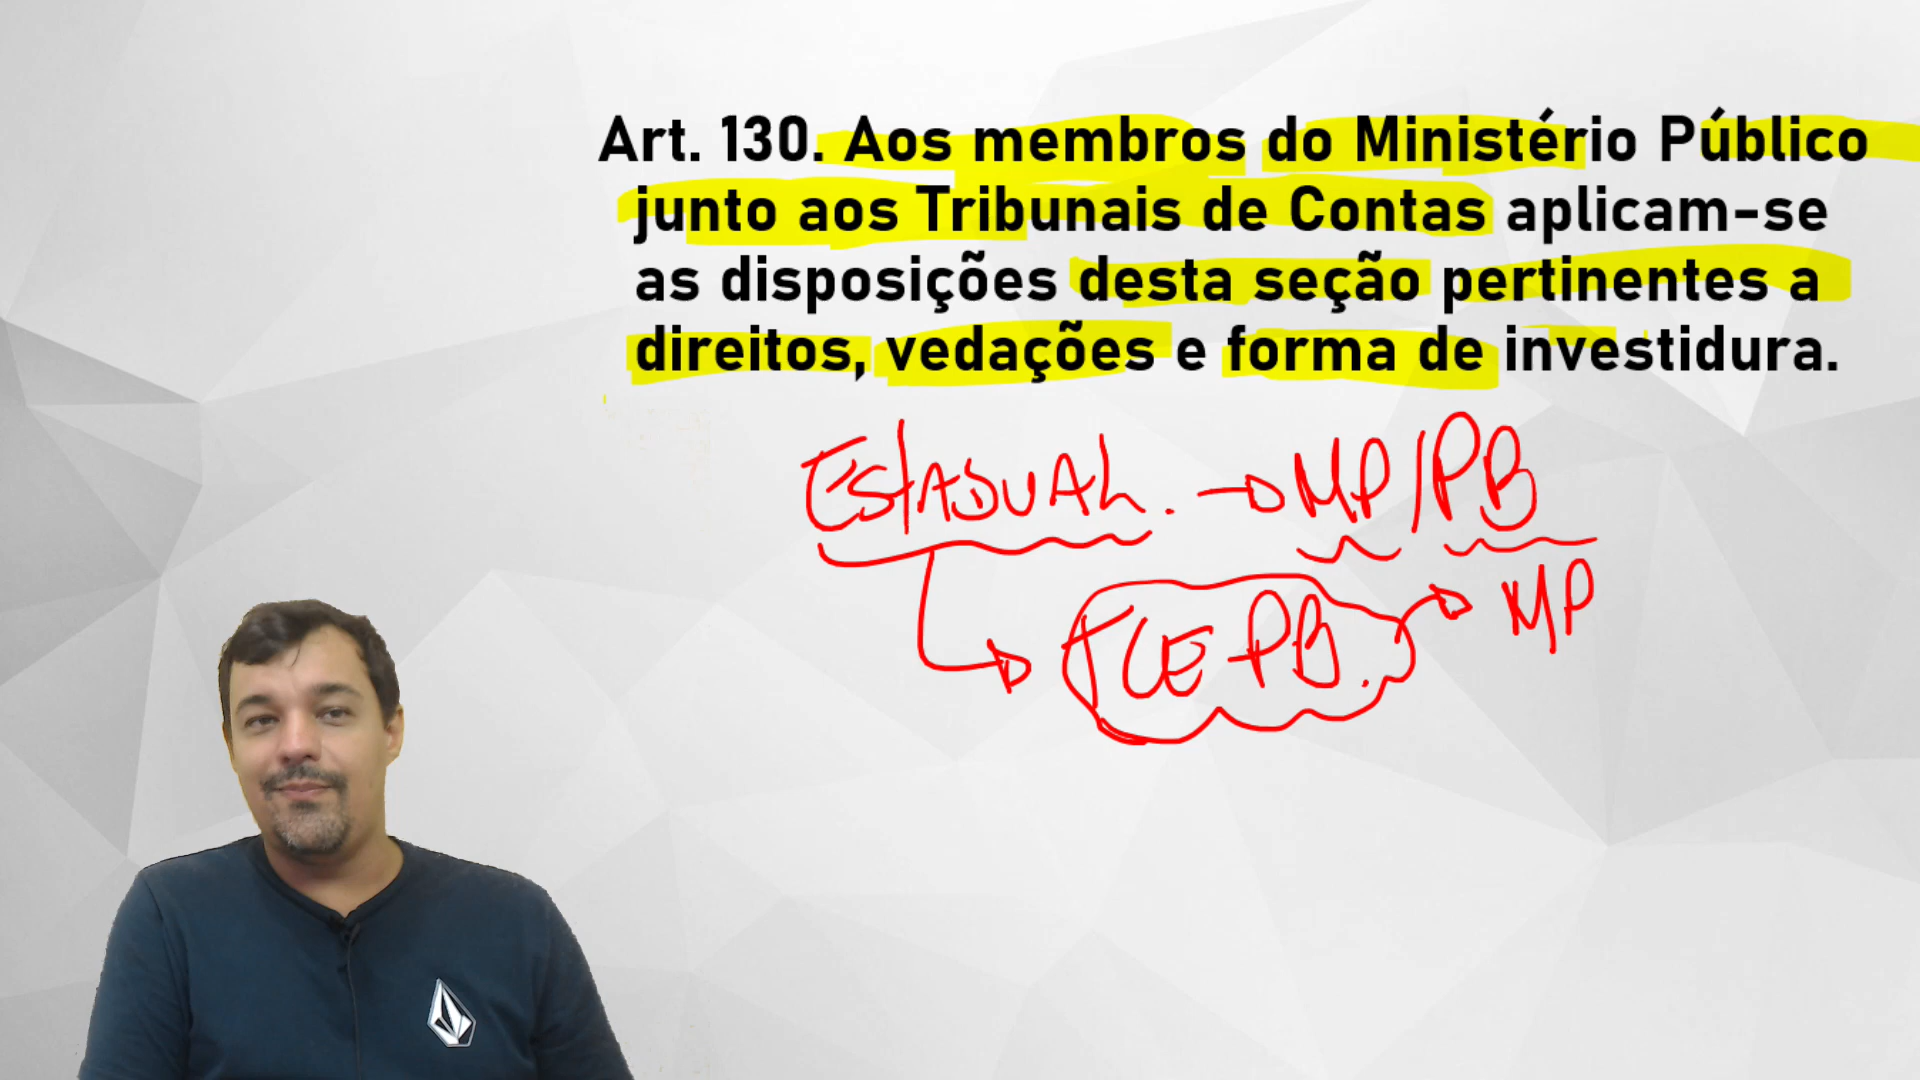 Art. 130. Aos membros do Ministério Público
junto aos Tribunais de Contas aplicam-se
as disposições desta seção pertinentes a
direitos, vedações e forma de investidura.
ESTADUAL. → MP/PB
TCE PB. → MP